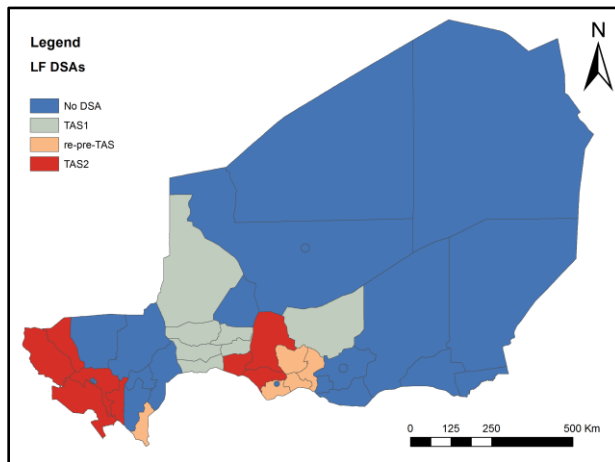 Legend
LF DSAs
No DSA
TAS1
re-pre-TAS
TAS2
N
0 125 250 500 Km